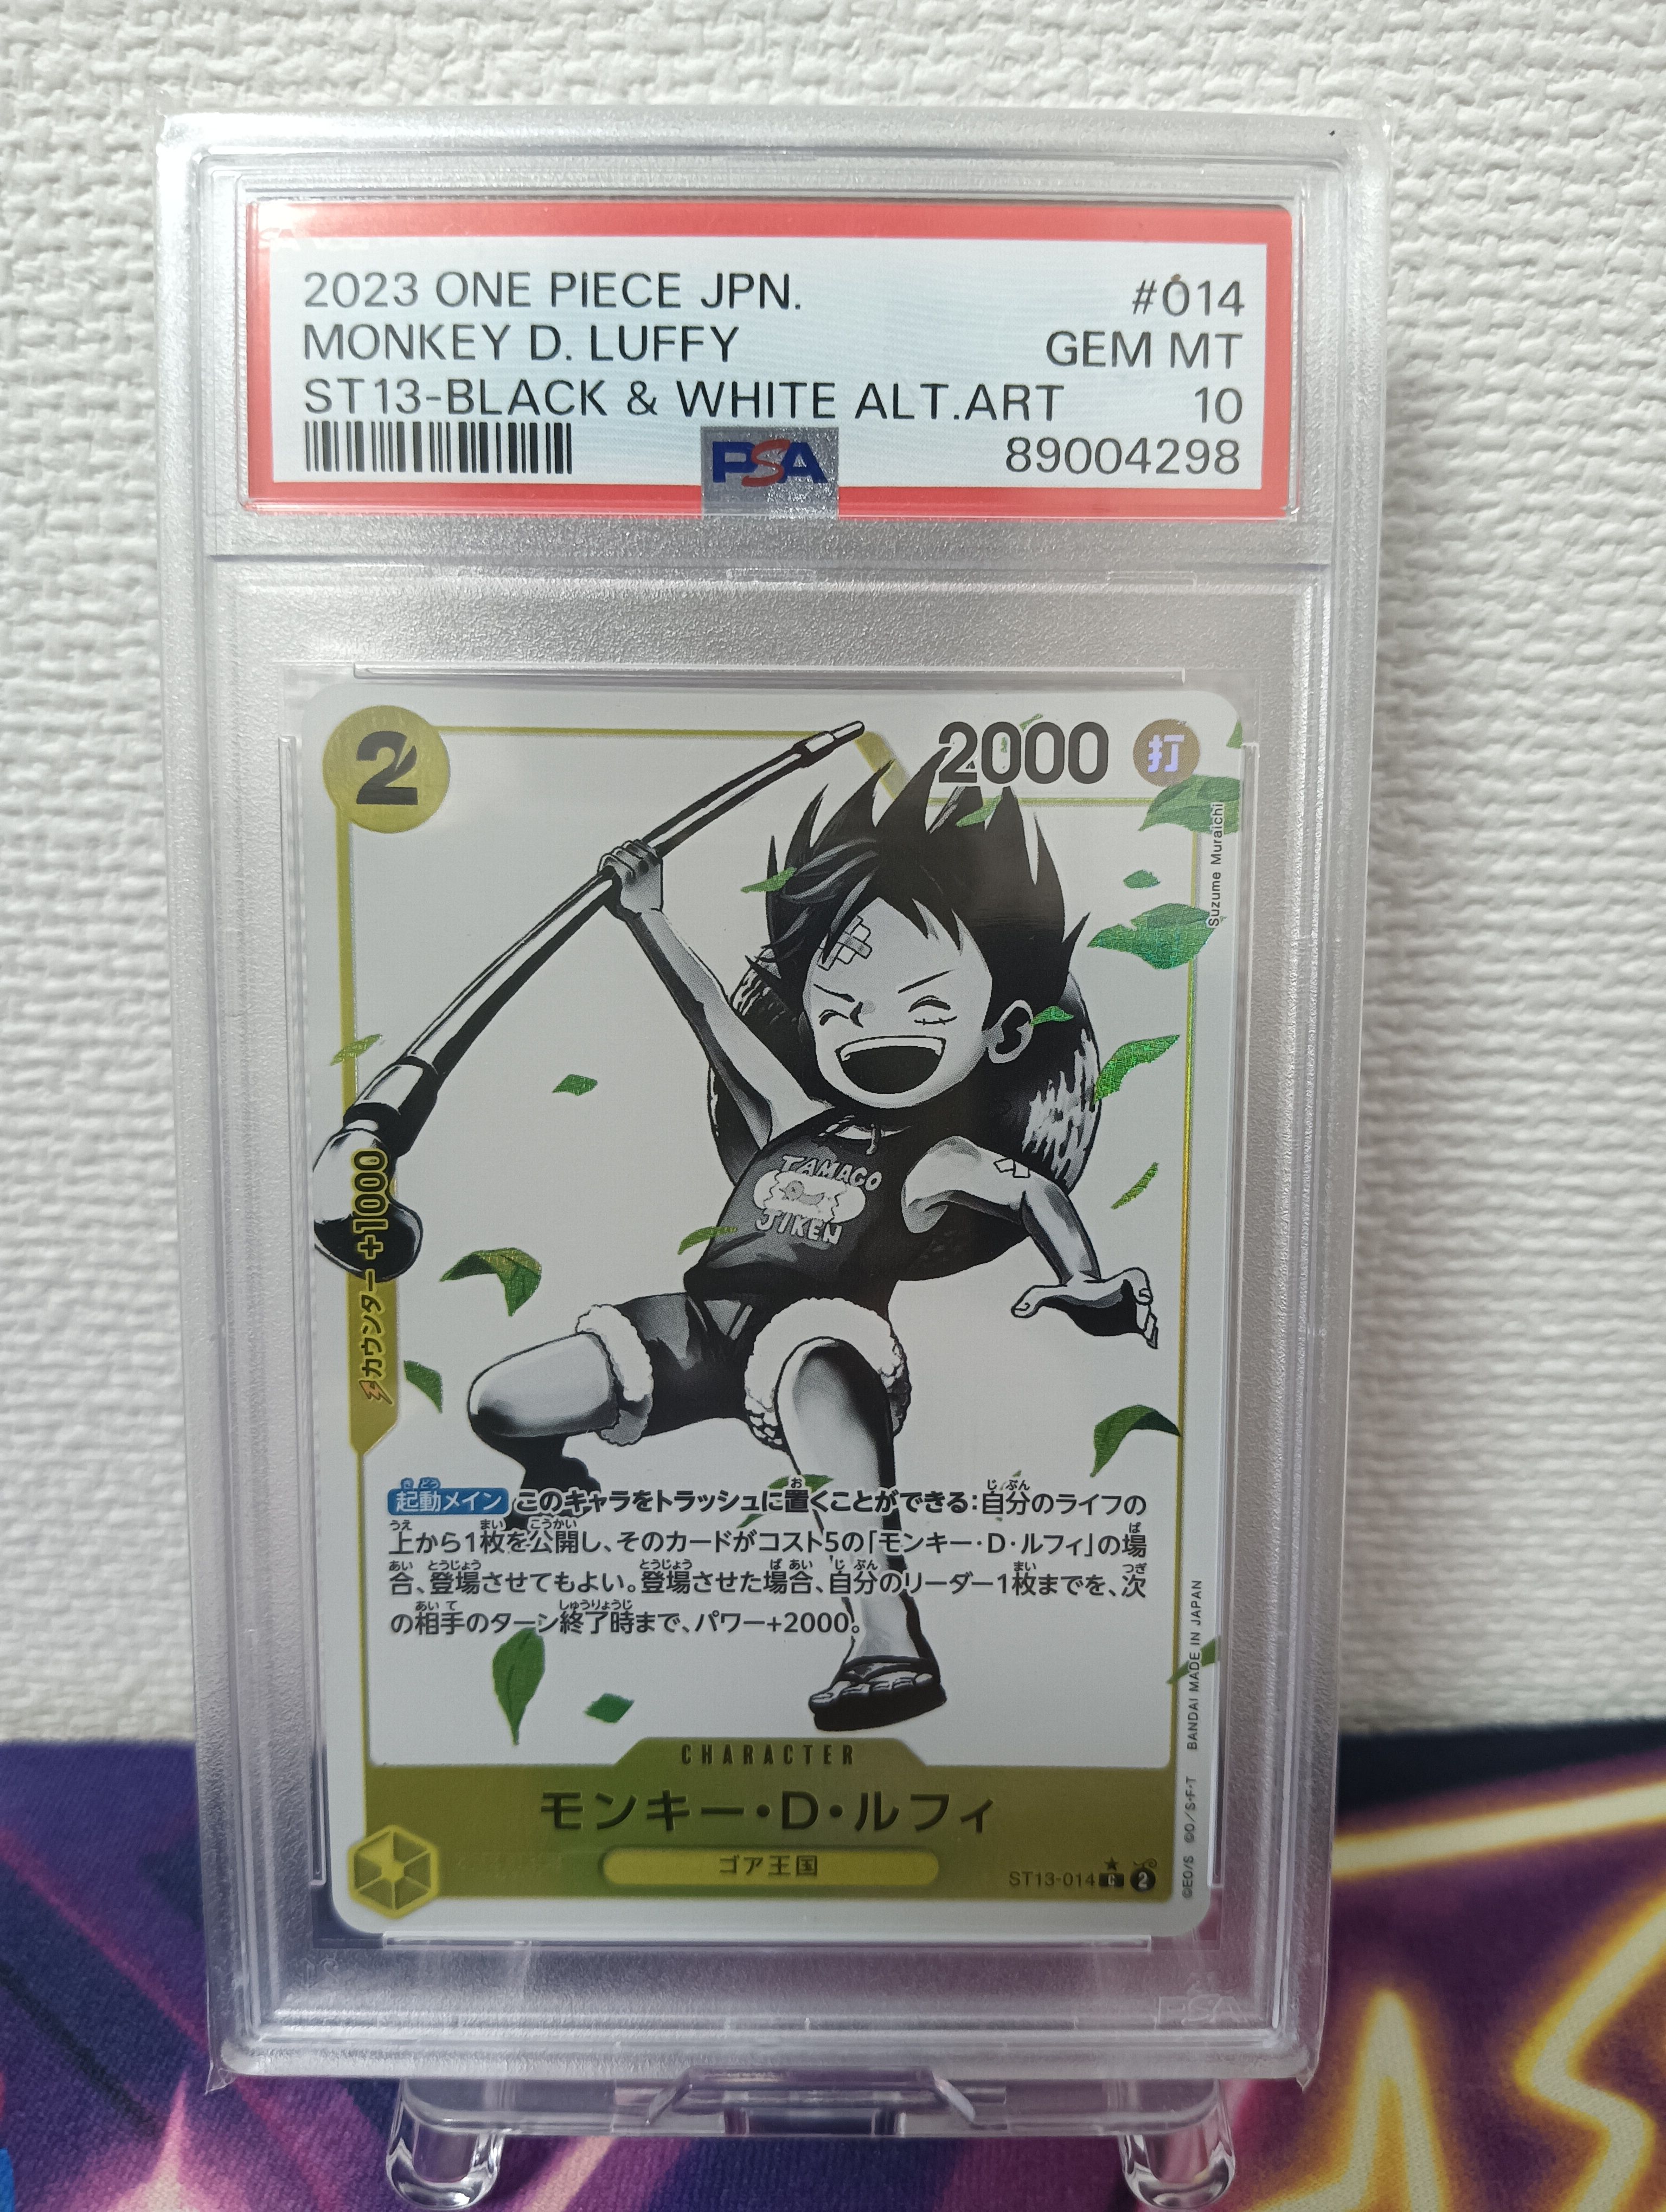 2023 ONE PIECE JPN. #014
MONKEY D. LUFFY GEM MT
ST13-BLACK & WHITE ALT.ART 10
PSA 89004298
2
2000 打
Suzume Muraichi
TAMAGO
JIKEN
カウンター +1000
起動メイン このキャラをトラッシュに置くことができる:自分のライフの
上から1枚を公開し、そのカードがコスト5の「モンキー・D・ルフィ」の場
合、登場させてもよい。登場させた場合、自分のリーダー1枚までを、次
の相手のターン終了時まで、パワー+2000。
CHARACTER
モンキー・D・ルフィ
ゴア王国
ST13-014 ★ C 2
©EO/S ©O/S・F・T BANDAI MADE IN JAPAN
PSA